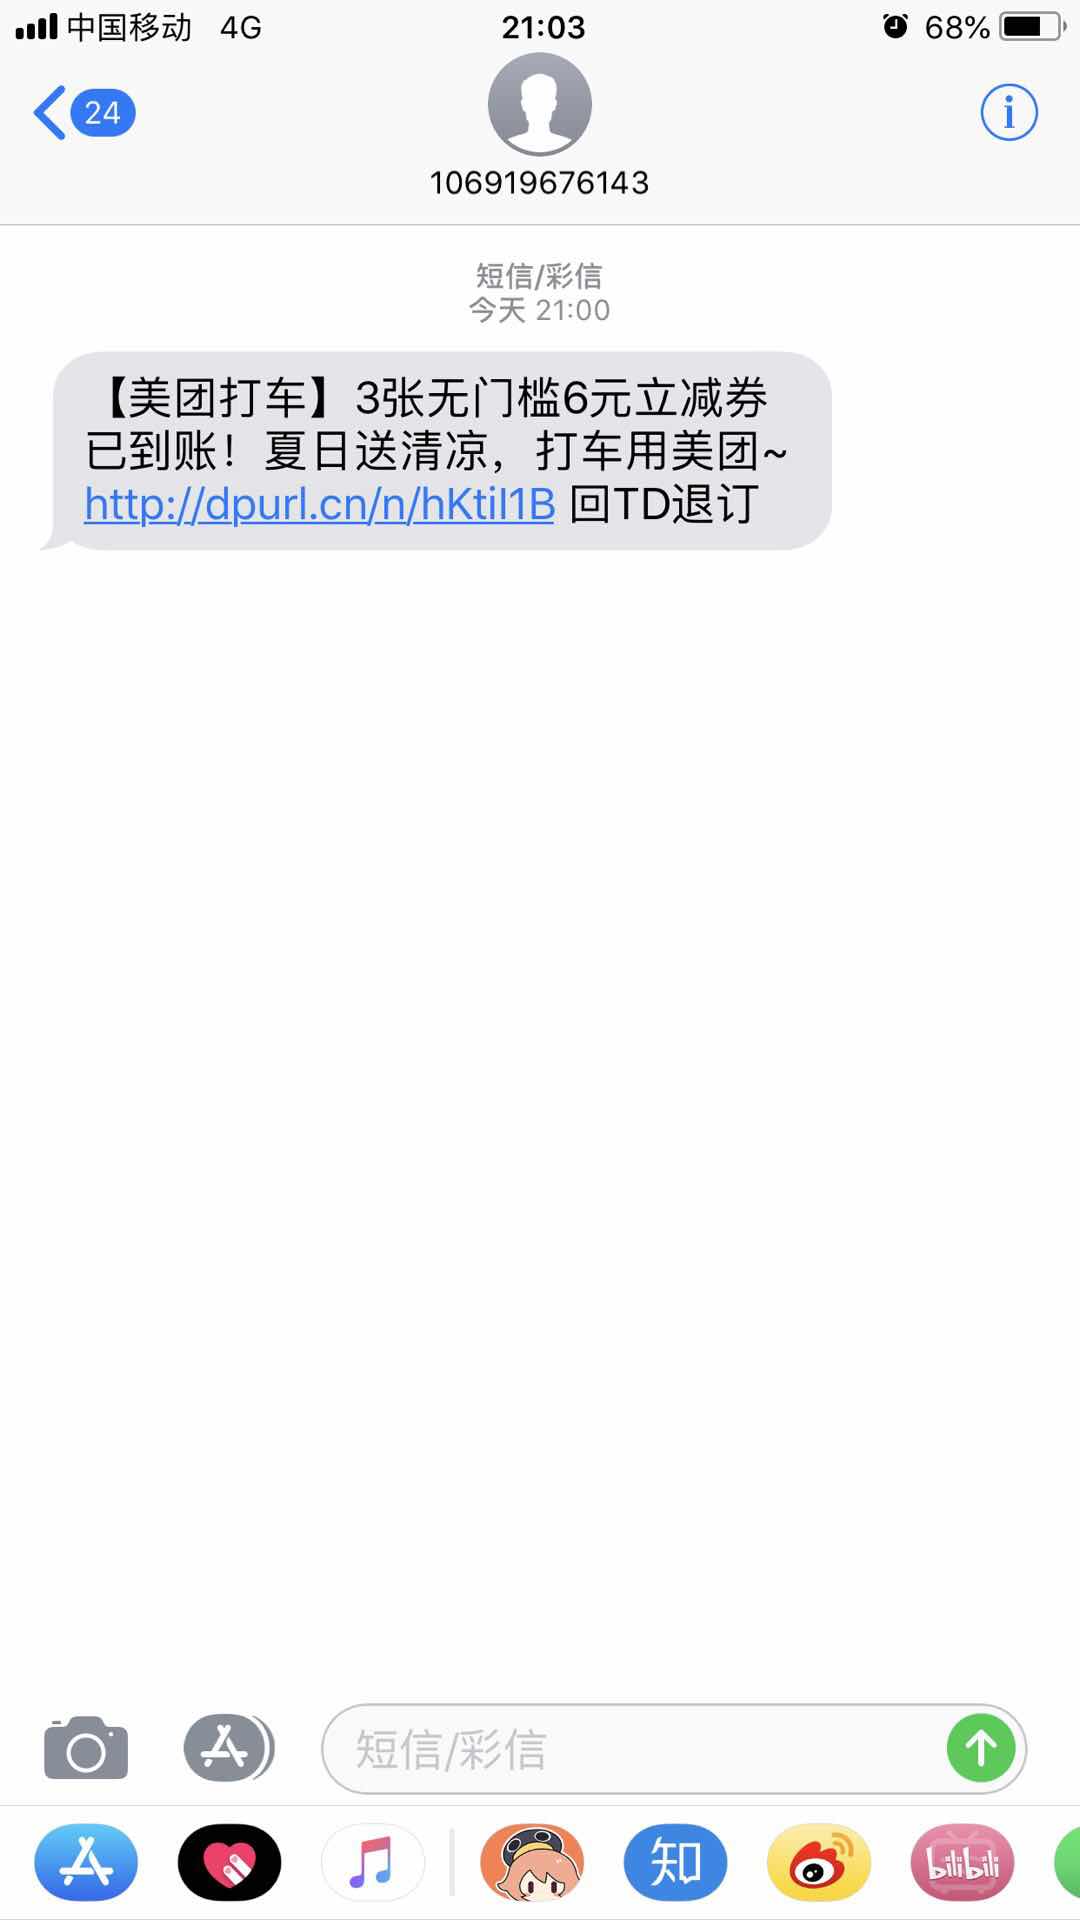 中国移动 4G 21:03 68%
24
106919676143
短信/彩信
今天 21:00
【美团打车】3张无门槛6元立减券
已到账！夏日送清凉，打车用美团~
http://dpurl.cn/n/hKtiI1B 回TD退订
短信/彩信
知
bilibili